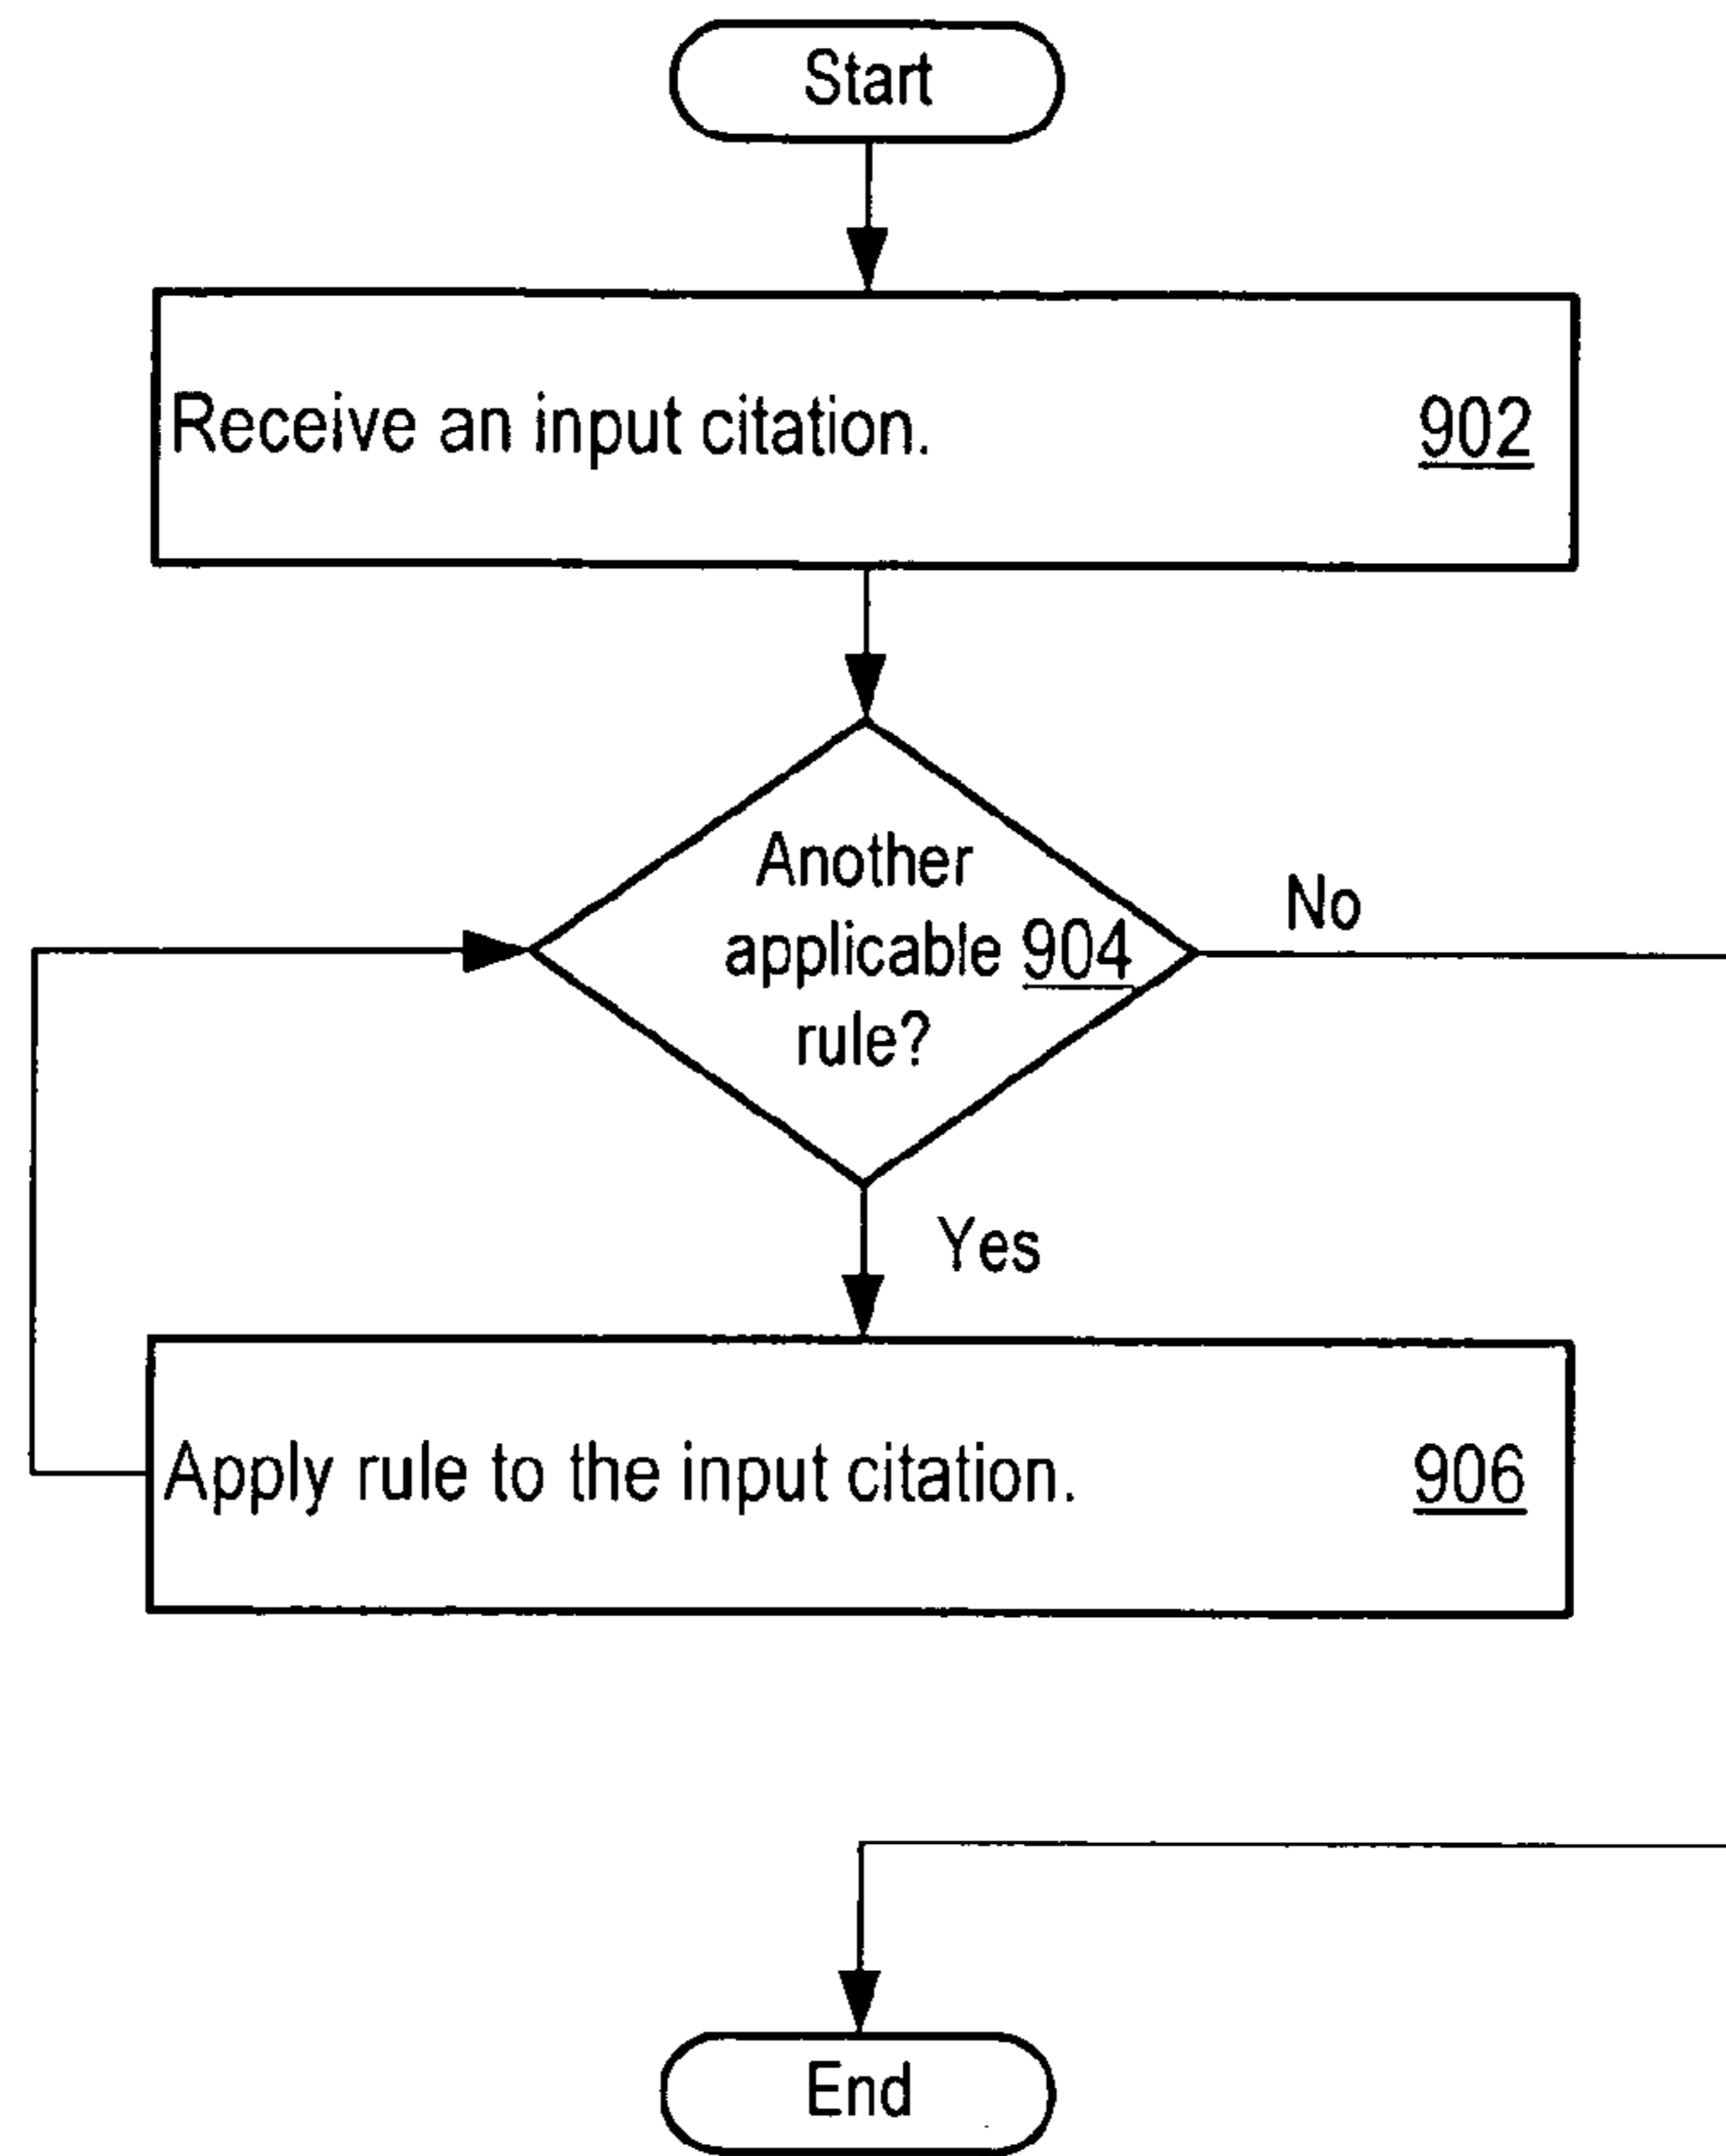 Start
Receive an input citation. 902
Another
applicable 904
rule?
No
Yes
Apply rule to the input citation. 906
End